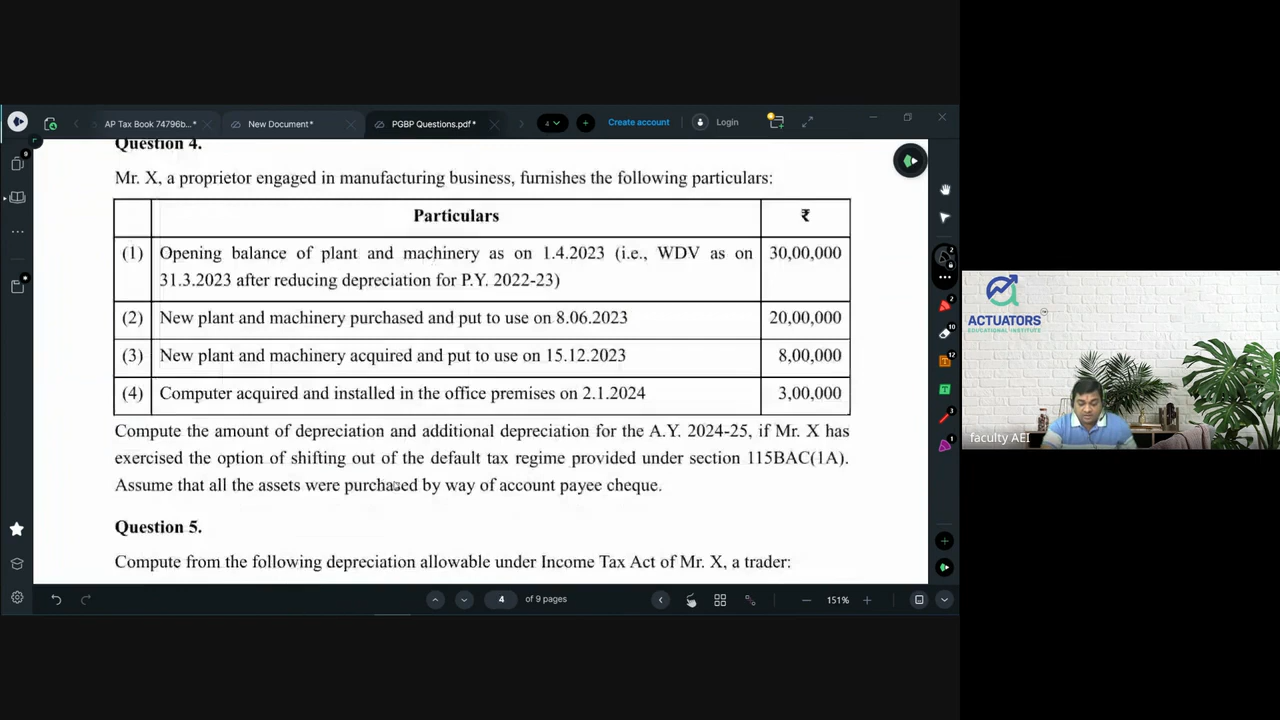 AP Tax Book 74796b...*
New Document*
PGBP Questions.pdf*
4
Create account
Login
Question 4.
Mr. X, a proprietor engaged in manufacturing business, furnishes the following particulars:
Particulars ₹
(1) Opening balance of plant and machinery as on 1.4.2023 (i.e., WDV as on 30,00,000
31.3.2023 after reducing depreciation for P.Y. 2022-23)
(2) New plant and machinery purchased and put to use on 8.06.2023 20,00,000
(3) New plant and machinery acquired and put to use on 15.12.2023 8,00,000
(4) Computer acquired and installed in the office premises on 2.1.2024 3,00,000
Compute the amount of depreciation and additional depreciation for the A.Y. 2024-25, if Mr. X has
exercised the option of shifting out of the default tax regime provided under section 115BAC(1A).
Assume that all the assets were purchased by way of account payee cheque.
Question 5.
Compute from the following depreciation allowable under Income Tax Act of Mr. X, a trader:
4 of 9 pages
151%
ACTUATORS
EDUCATIONAL INSTITUTE
faculty AEI